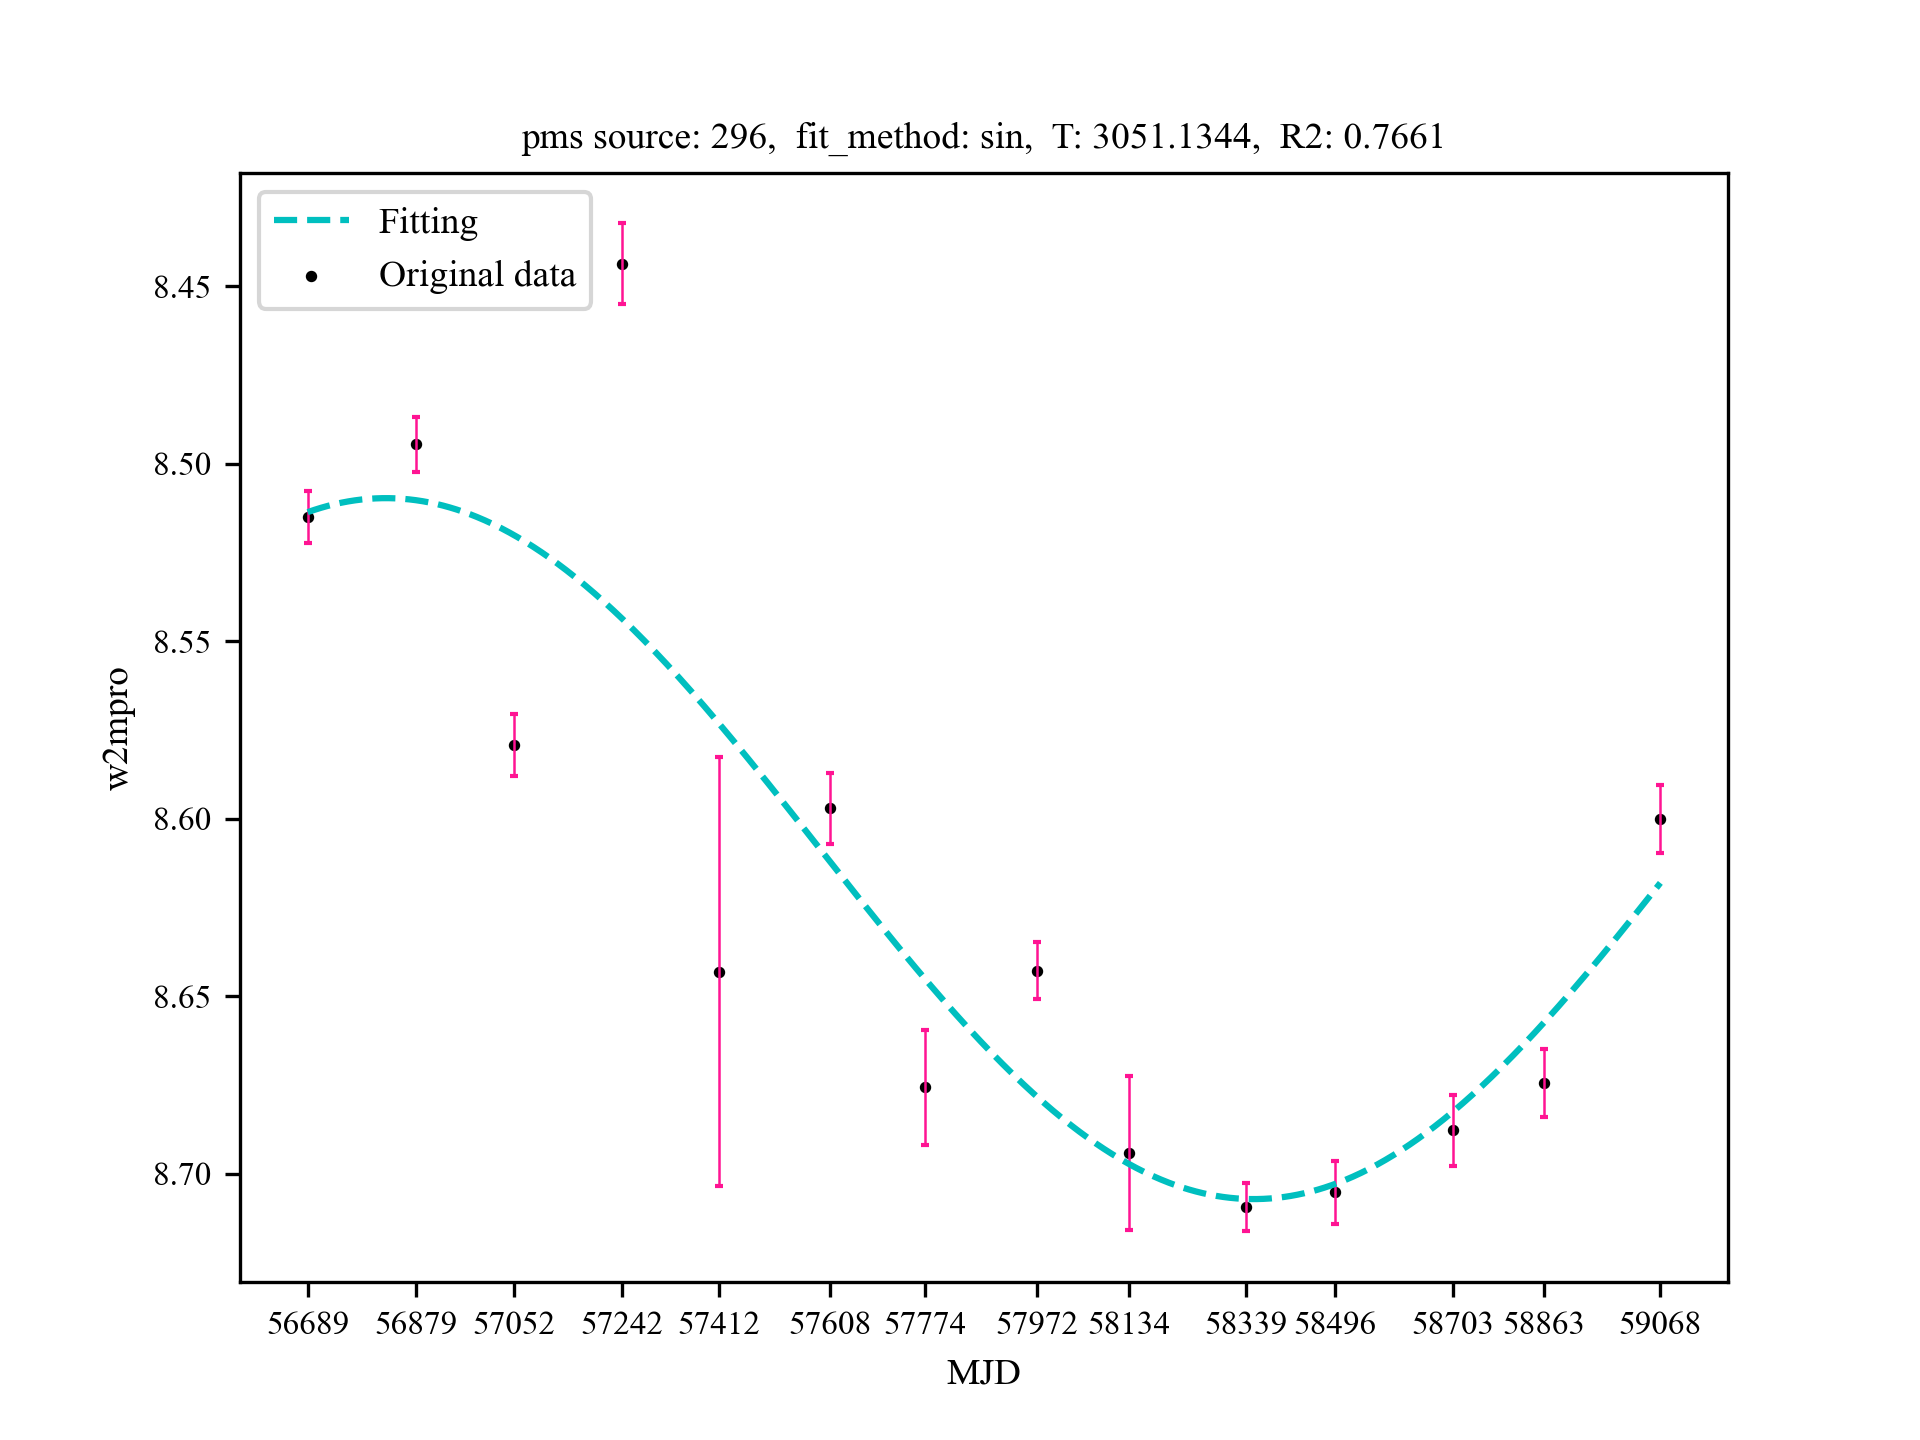 pms source: 296, fit_method: sin, T: 3051.1344, R2: 0.7661
Fitting
Original data
8.45
8.50
8.55
8.60
8.65
8.70
w2mpro
56689 56879 57052 57242 57412 57608 57774 57972 58134 58339 58496 58703 58863 59068
MJD